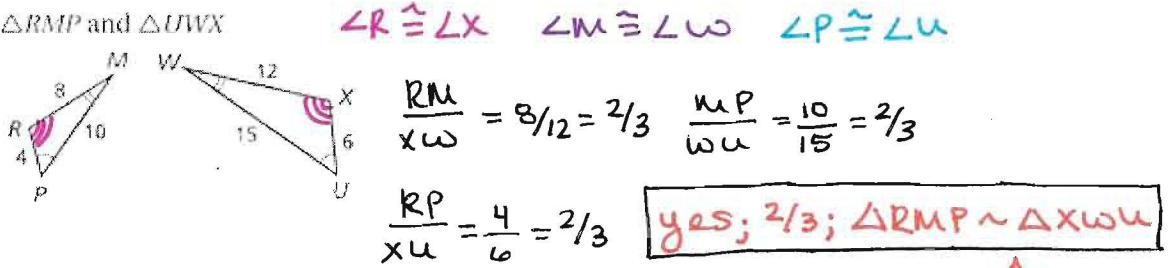 △RMP and △UWX ∠R ≅ ∠X ∠M ≅ ∠W ∠P ≅ ∠U
M W 12
8 X
R 10 15 6
4
P U
RM/XW = 8/12 = 2/3 MP/WU = 10/15 = 2/3
RP/XU = 4/6 = 2/3 yes; 2/3; △RMP ~ △XWU